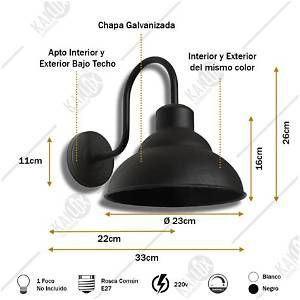 Chapa Galvanizada
Apto Interior y
Exterior Bajo Techo
Interior y Exterior
del mismo color
11cm
16cm
26cm
Ø 23cm
22cm
33cm
1 Foco
No Incluido
Rosca Común
E27
220v
Blanco
Negro